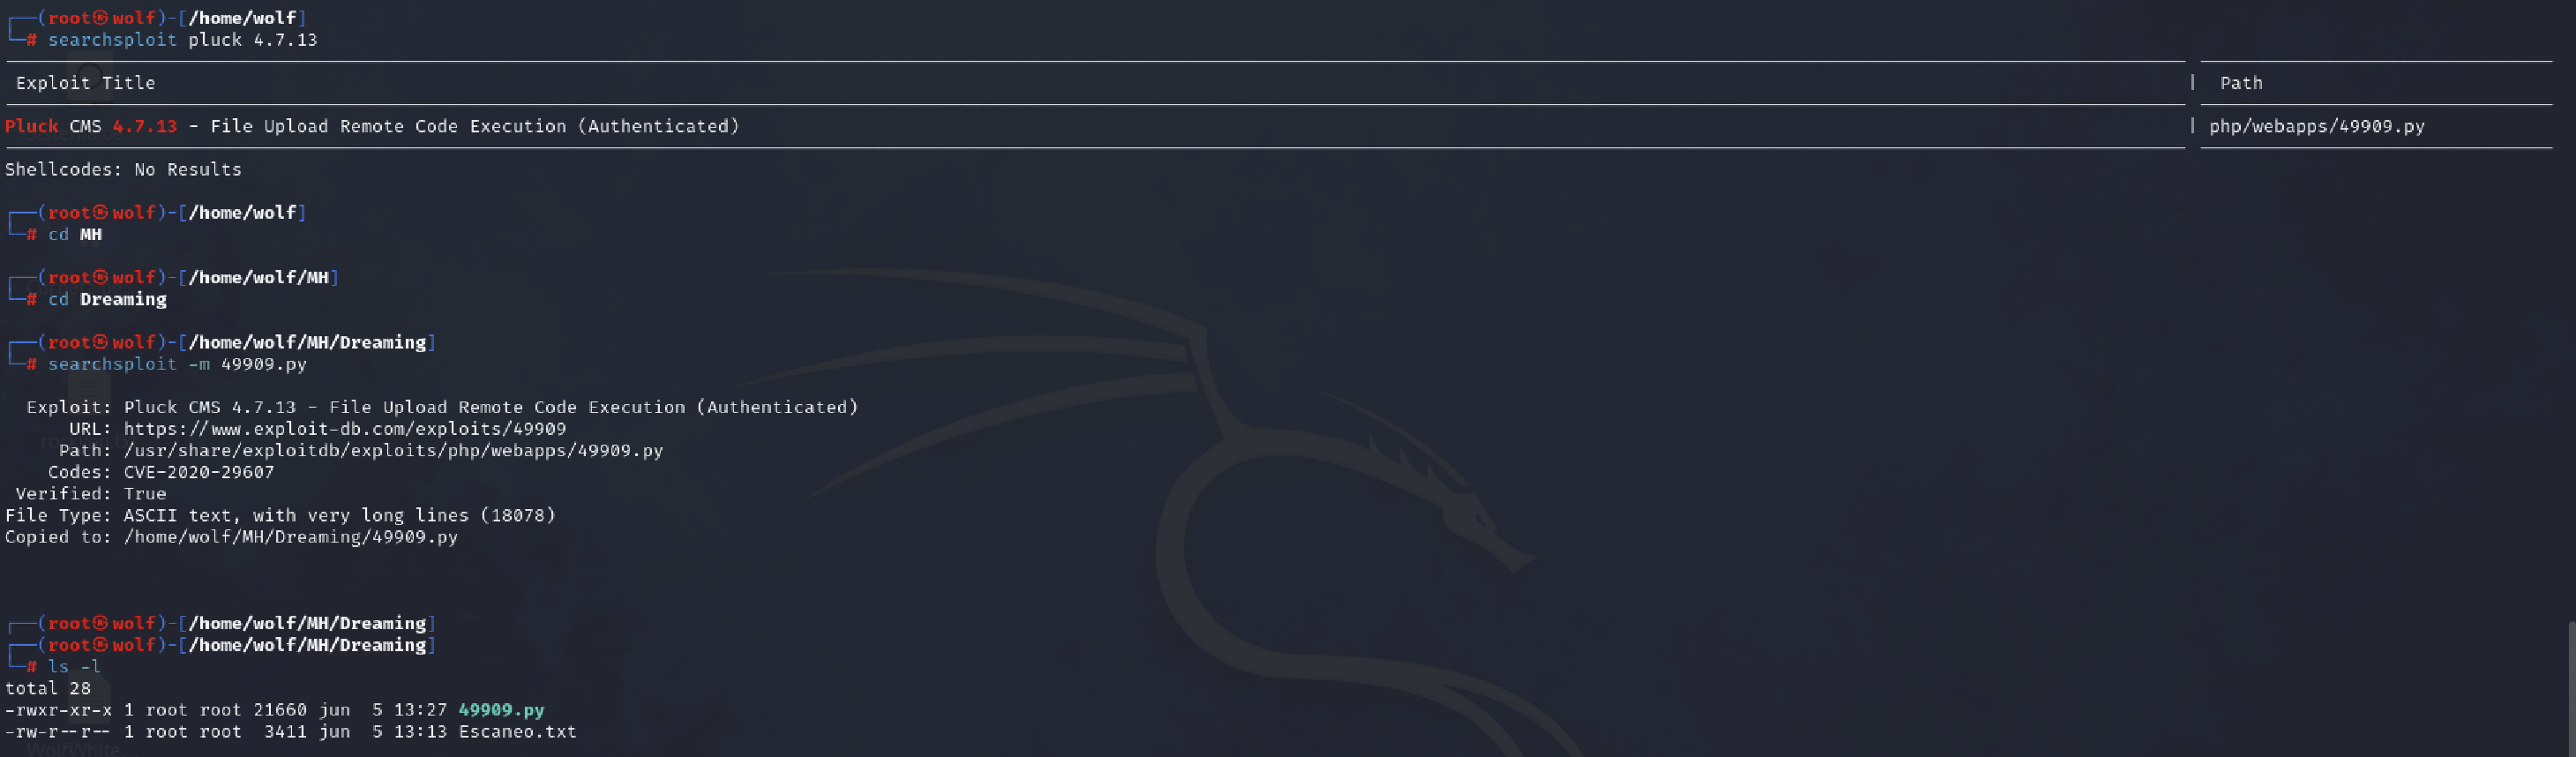 ┌──(root㉿wolf)-[/home/wolf]
└─# searchsploit pluck 4.7.13
Exploit Title | Path
Pluck CMS 4.7.13 - File Upload Remote Code Execution (Authenticated) | php/webapps/49909.py
Shellcodes: No Results
┌──(root㉿wolf)-[/home/wolf]
└─# cd MH
┌──(root㉿wolf)-[/home/wolf/MH]
└─# cd Dreaming
┌──(root㉿wolf)-[/home/wolf/MH/Dreaming]
└─# searchsploit -m 49909.py
Exploit: Pluck CMS 4.7.13 - File Upload Remote Code Execution (Authenticated)
URL: https://www.exploit-db.com/exploits/49909
Path: /usr/share/exploitdb/exploits/php/webapps/49909.py
Codes: CVE-2020-29607
Verified: True
File Type: ASCII text, with very long lines (18078)
Copied to: /home/wolf/MH/Dreaming/49909.py
┌──(root㉿wolf)-[/home/wolf/MH/Dreaming]
┌──(root㉿wolf)-[/home/wolf/MH/Dreaming]
└─# ls -l
total 28
-rwxr-xr-x 1 root root 21660 jun  5 13:27 49909.py
-rw-r--r-- 1 root root  3411 jun  5 13:13 Escaneo.txt
WolfWhite